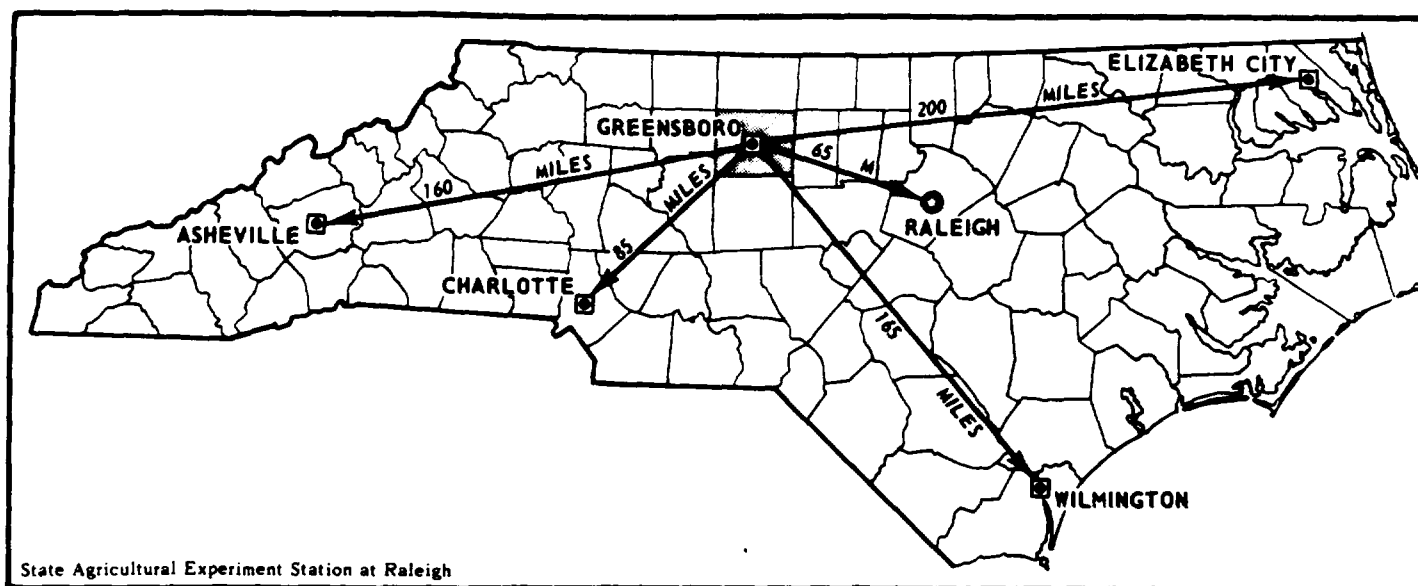 ELIZABETH CITY
200 MILES
GREENSBORO
65 M
MILES
160
MILES
RALEIGH
ASHEVILLE
85
CHARLOTTE
165
MILES
WILMINGTON
State Agricultural Experiment Station at Raleigh